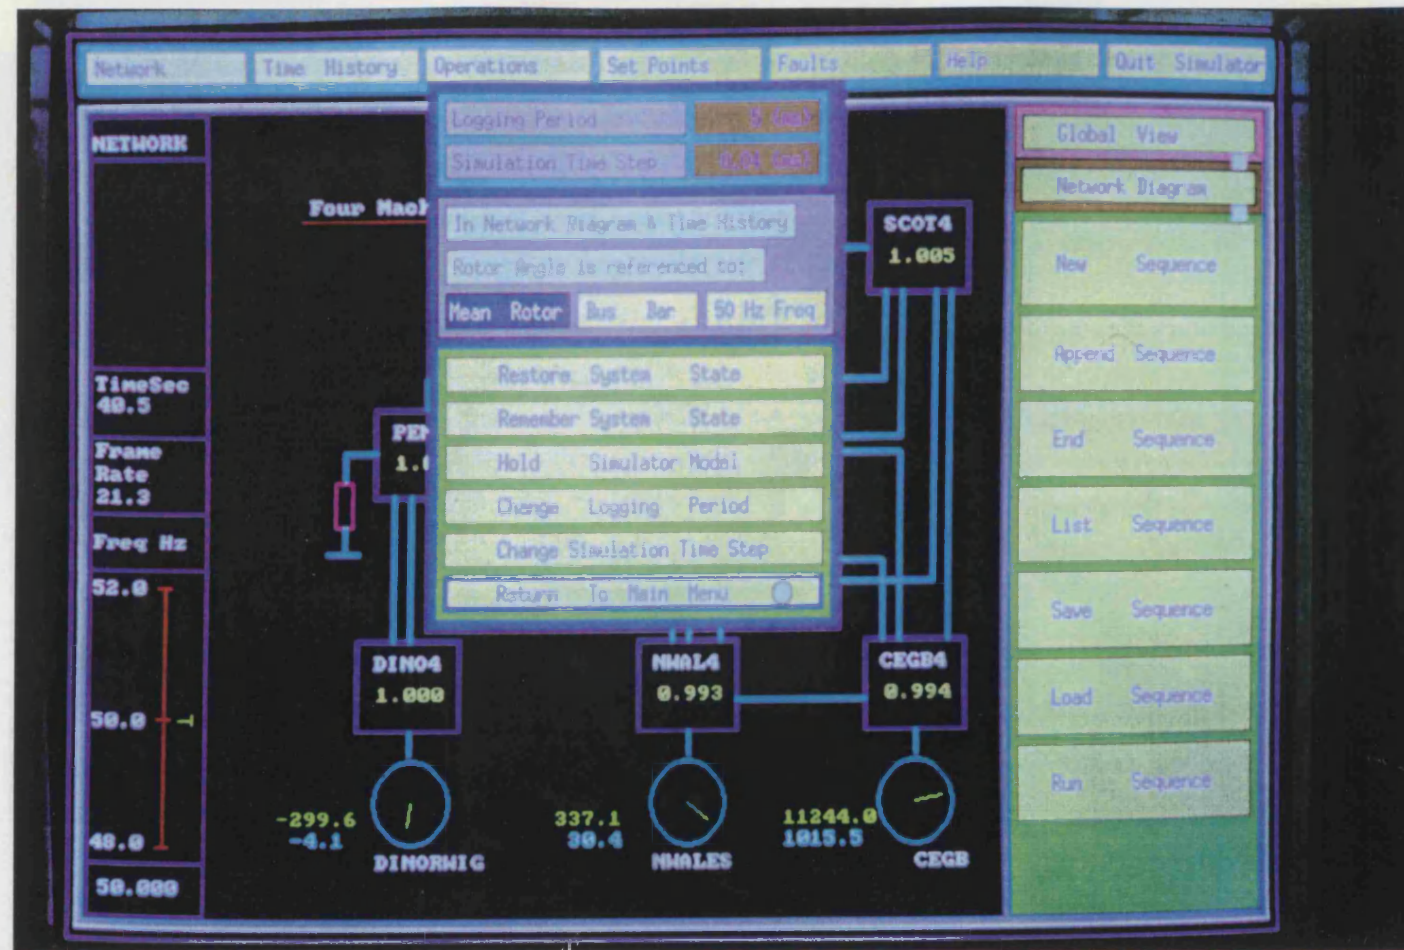 Network Time History Operations Set Points Faults Help Quit Simulator
NETWORK
TimeSec
40.5
Frame
Rate
21.3
Freq Hz
52.0
50.0
48.0
50.000
Four Mach
Logging Period
Simulation Time Step
In Network Diagram & Time History
Rotor Angle is referenced to:
Mean Rotor Bus Bar 50 Hz Freq
Restore System State
Remember System State
Hold Simulator Model
Change Logging Period
Change Simulation Time Step
Return To Main Menu
SCOT4
1.005
PEN
1.0
DINO4
1.000
NWAL4
0.993
CEGB4
0.994
-299.6
-4.1
DINORWIG
337.1
30.4
NWALES
11244.0
1015.5
CEGB
Global View
Network Diagram
New Sequence
Append Sequence
End Sequence
List Sequence
Save Sequence
Load Sequence
Run Sequence